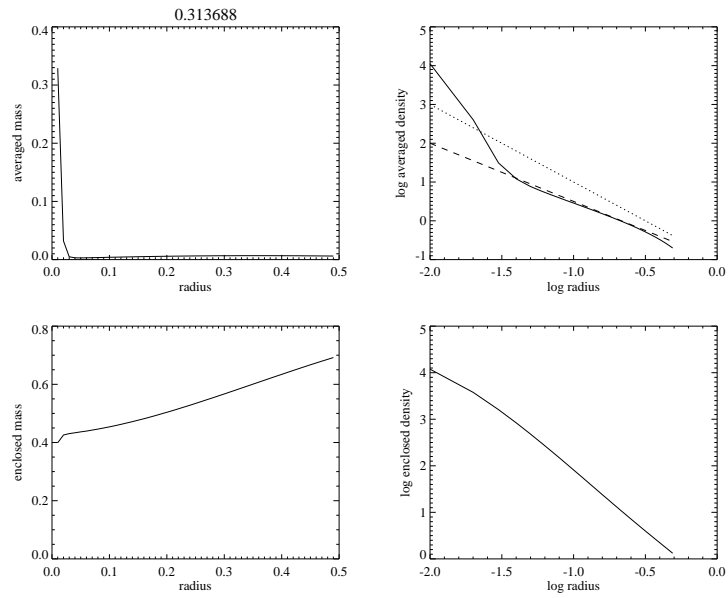 0.313688
averaged mass
0.4
0.3
0.2
0.1
0.0
0.0 0.1 0.2 0.3 0.4 0.5
radius
log averaged density
5
4
3
2
1
0
-1
-2.0 -1.5 -1.0 -0.5 0.0
log radius
enclosed mass
0.8
0.6
0.4
0.2
0.0
0.0 0.1 0.2 0.3 0.4 0.5
radius
log enclosed density
5
4
3
2
1
0
-2.0 -1.5 -1.0 -0.5 0.0
log radius